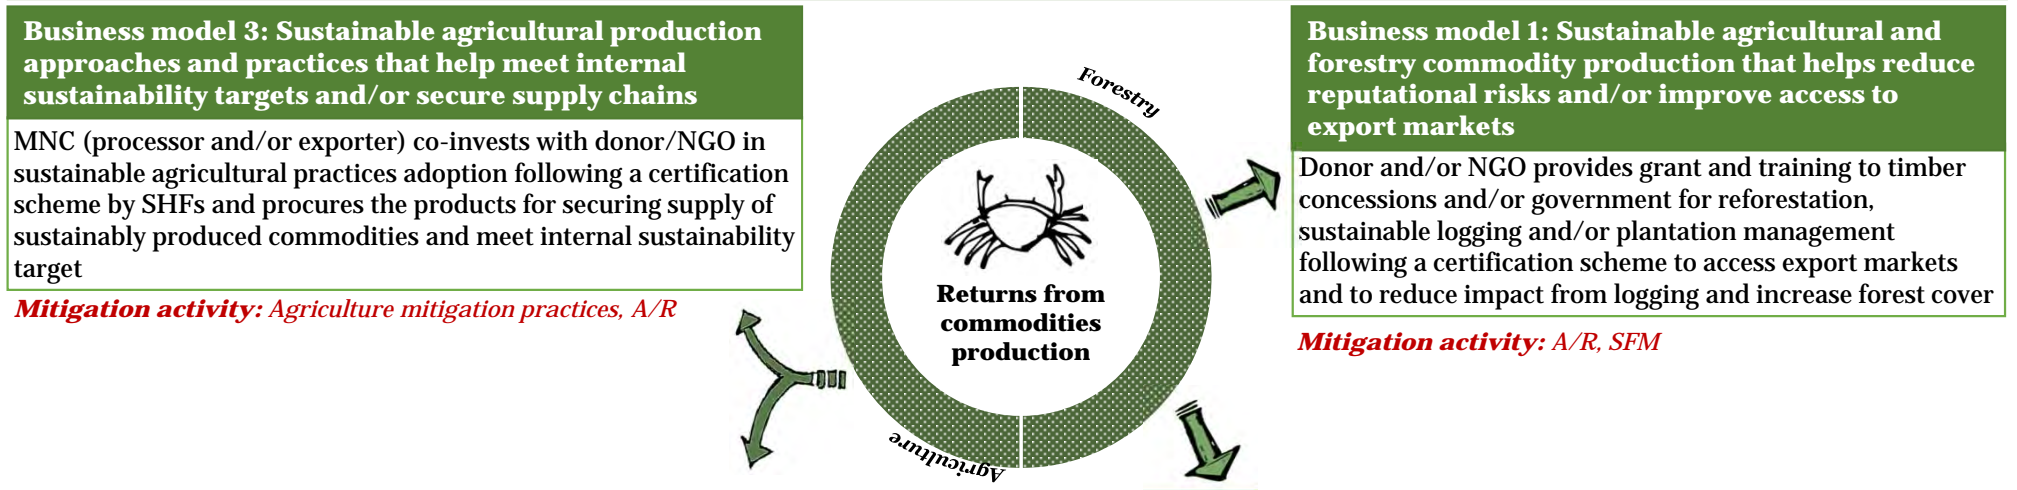 Business model 3: Sustainable agricultural production
approaches and practices that help meet internal
sustainability targets and/or secure supply chains
MNC (processor and/or exporter) co-invests with donor/NGO in
sustainable agricultural practices adoption following a certification
scheme by SHFs and procures the products for securing supply of
sustainably produced commodities and meet internal sustainability
target
Mitigation activity: Agriculture mitigation practices, A/R
Forestry
Returns from
commodities
production
Agriculture
Business model 1: Sustainable agricultural and
forestry commodity production that helps reduce
reputational risks and/or improve access to
export markets
Donor and/or NGO provides grant and training to timber
concessions and/or government for reforestation,
sustainable logging and/or plantation management
following a certification scheme to access export markets
and to reduce impact from logging and increase forest cover
Mitigation activity: A/R, SFM